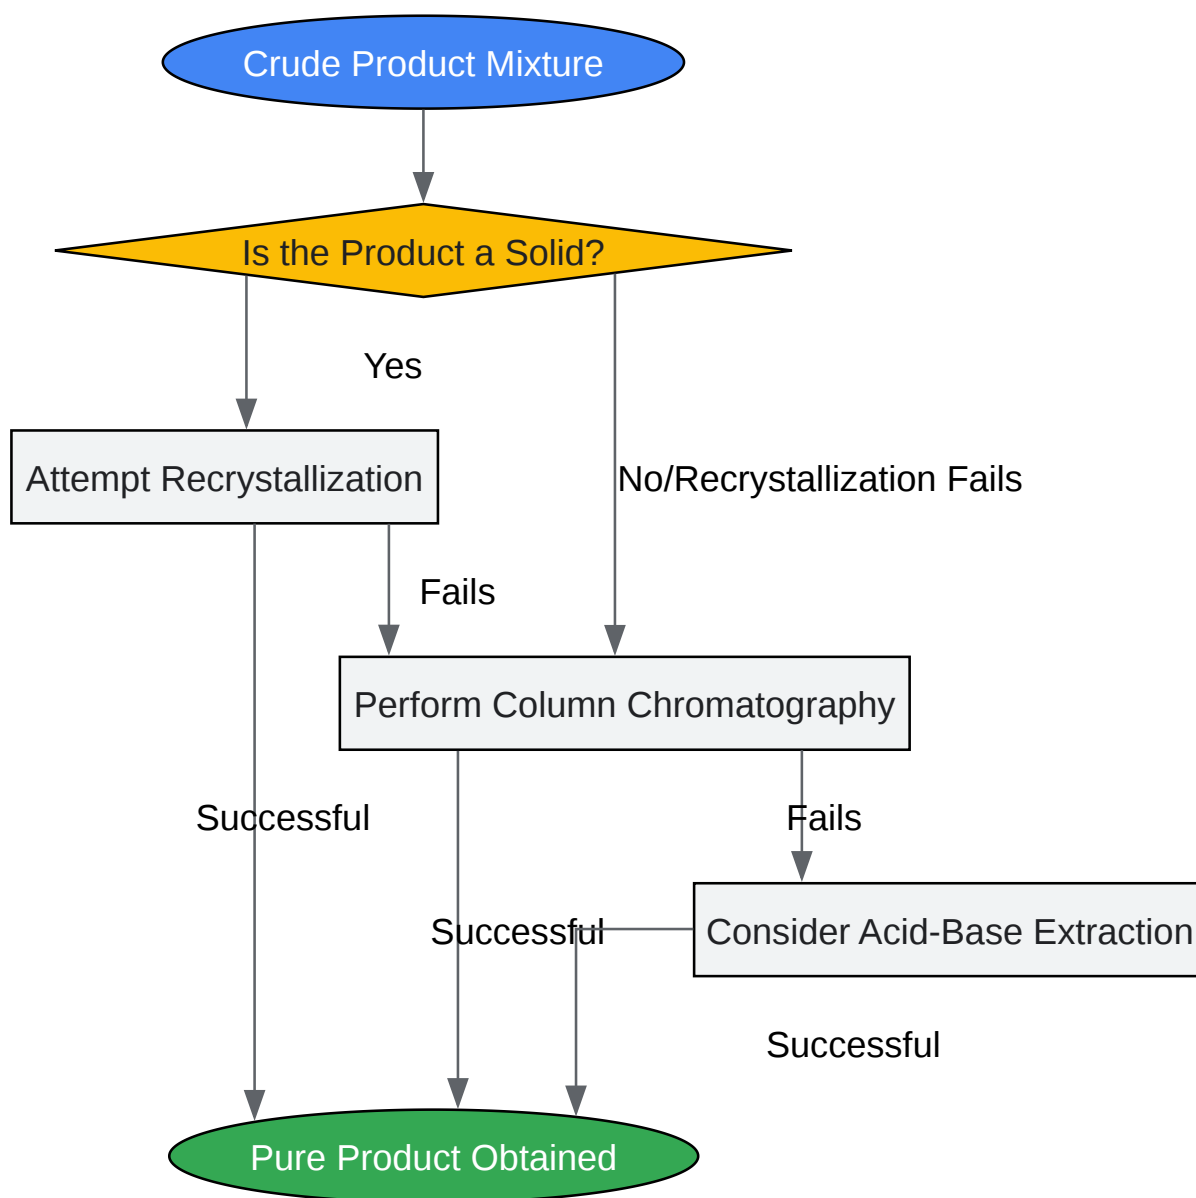 Crude Product Mixture
Is the Product a Solid?
Yes
Attempt Recrystallization
No/Recrystallization Fails
Fails
Perform Column Chromatography
Successful
Fails
Successful
Consider Acid-Base Extraction
Successful
Pure Product Obtained